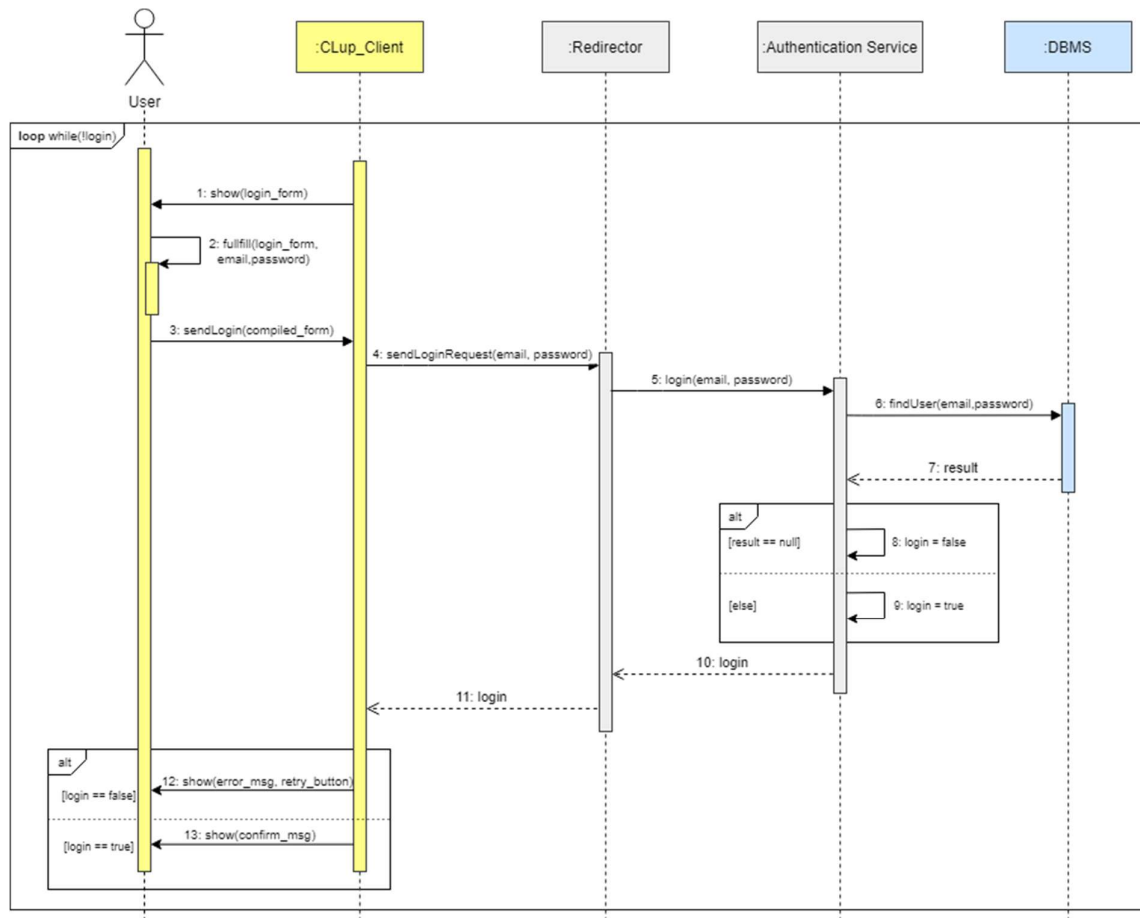 :CLup_Client
:Redirector
:Authentication Service
:DBMS
User
loop while(!login)
1: show(login_form)
2: fullfill(login_form,
email,password)
3: sendLogin(compiled_form)
4: sendLoginRequest(email, password)
5: login(email, password)
6: findUser(email,password)
7: result
alt
[result == null]
8: login = false
[else]
9: login = true
10: login
11: login
alt
12: show(error_msg, retry_button)
[login == false]
13: show(confirm_msg)
[login == true]